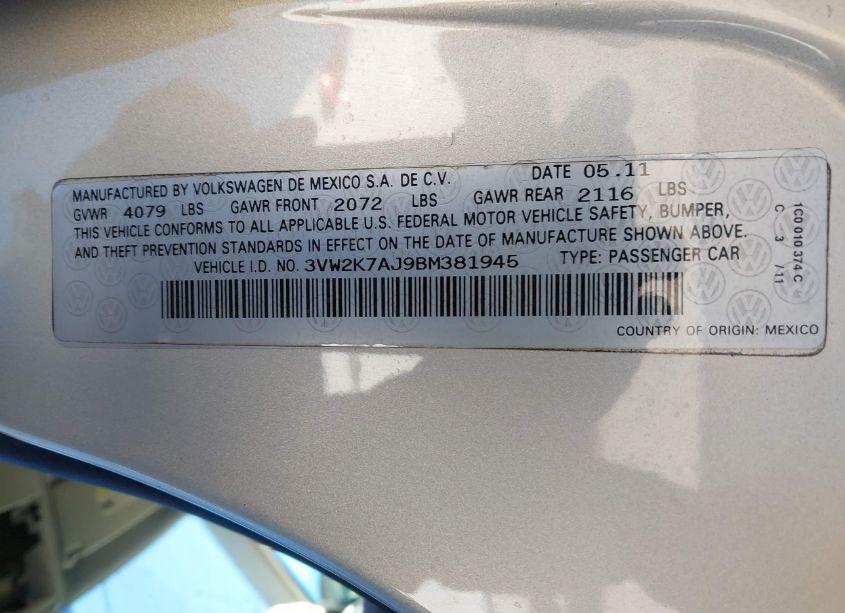 MANUFACTURED BY VOLKSWAGEN DE MEXICO S.A. DE C.V. DATE 05.11
GVWR 4079 LBS GAWR FRONT 2072 LBS GAWR REAR 2116 LBS
THIS VEHICLE CONFORMS TO ALL APPLICABLE U.S. FEDERAL MOTOR VEHICLE SAFETY, BUMPER,
AND THEFT PREVENTION STANDARDS IN EFFECT ON THE DATE OF MANUFACTURE SHOWN ABOVE.
VEHICLE I.D. NO. 3VW2K7AJ9BM381945 TYPE: PASSENGER CAR
COUNTRY OF ORIGIN: MEXICO
1C0 010 374 C
C 3 /11